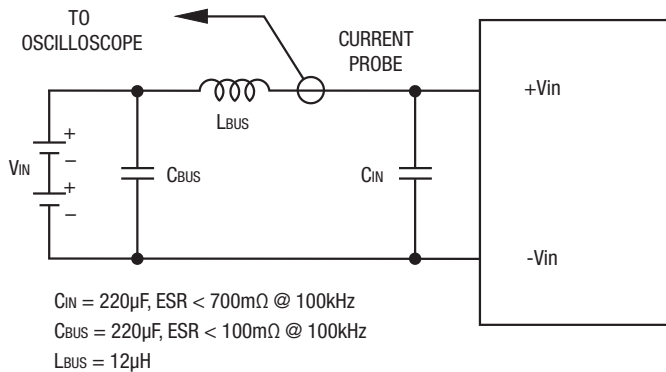 TO
OSCILLOSCOPE
CURRENT
PROBE
LBUS
+Vin
VIN
+
−
+
−
CBUS
CIN
-Vin
CIN = 220µF, ESR < 700mΩ @ 100kHz
CBUS = 220µF, ESR < 100mΩ @ 100kHz
LBUS = 12µH